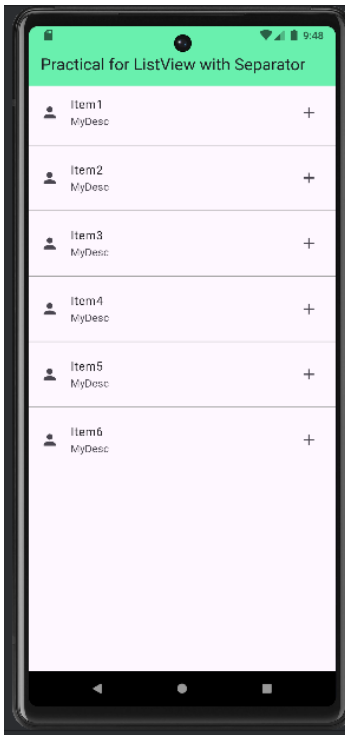 9:48
Practical for ListView with Separator
Item1
MyDesc
Item2
MyDesc
Item3
MyDesc
Item4
MyDesc
Item5
MyDesc
Item6
MyDesc